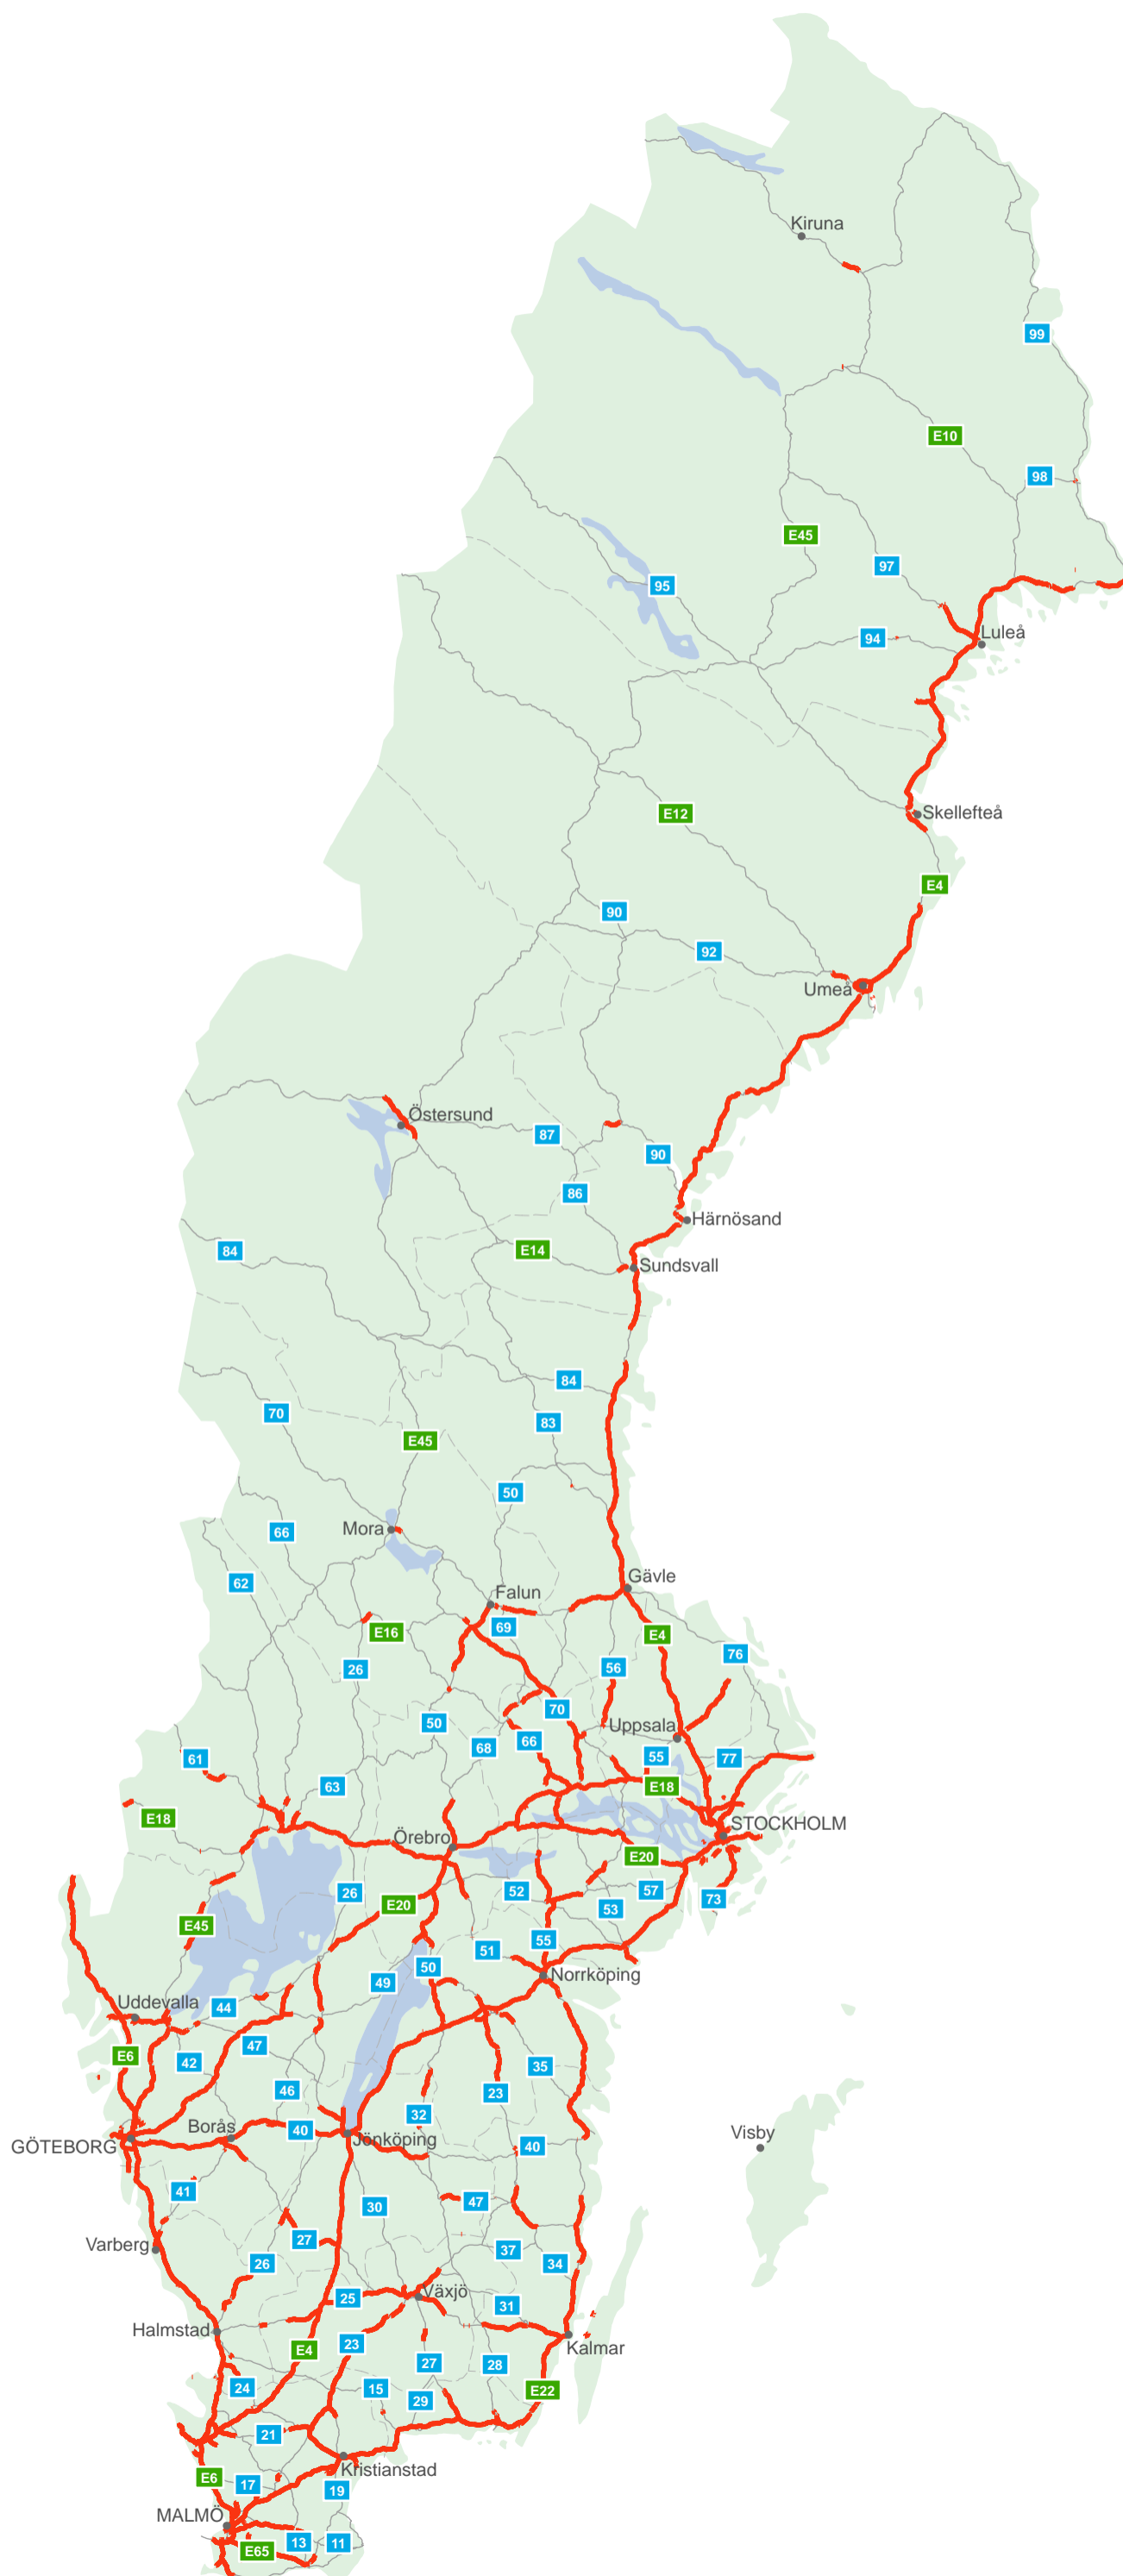 Kiruna
99
E10
98
E45
97
95
Luleå
94
E12
Skellefteå
E4
90
92
Umeå
Östersund
87
90
86
Härnösand
84
E14
Sundsvall
84
70
83
E45
50
Mora
66
Gävle
62
Falun
69
E16
E4
76
26
56
70
50
Uppsala
66
68
55
77
61
63
E18
E18
STOCKHOLM
Örebro
E20
52
57
26
73
E20
53
E45
55
51
50
Norrköping
49
Uddevalla
44
47
E6
42
35
46
23
32
40
Borås
Visby
Jönköping
GÖTEBORG
40
41
47
30
27
Varberg
37
26
34
Växjö
25
31
Halmstad
Kalmar
23
E4
27
28
24
15
E22
29
21
Kristianstad
E6
17
19
MALMÖ
13
11
E65